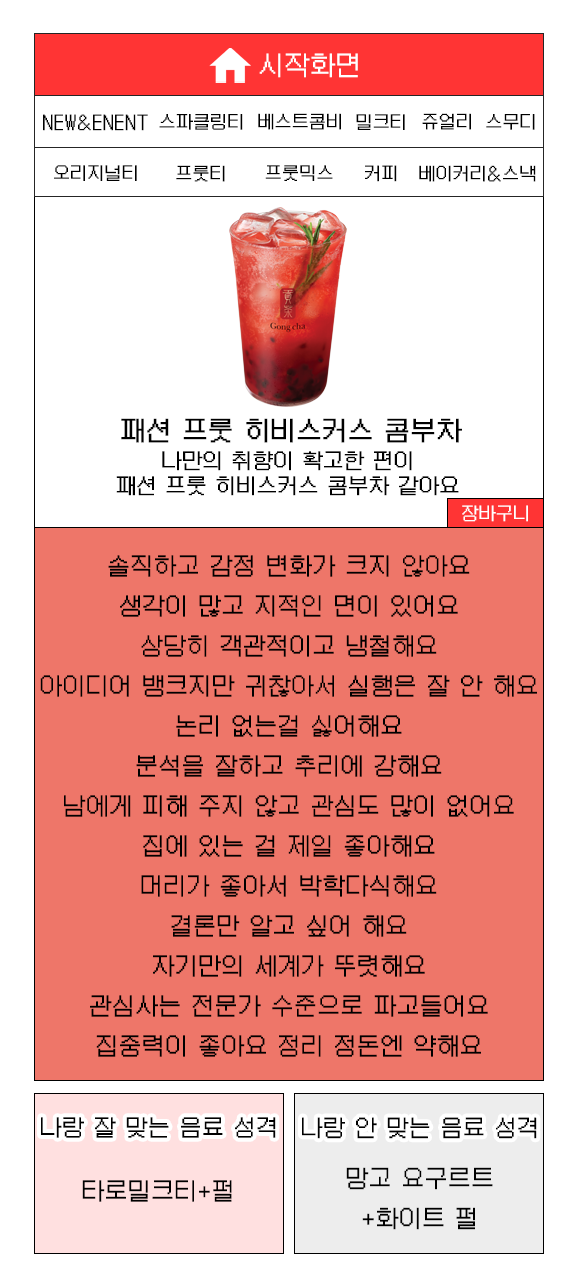 시작화면
NEW&ENENT 스파클링티 베스트콤비 밀크티 쥬얼리 스무디
오리지널티 프룻티 프룻믹스 커피 베이커리&스낵
貢茶
Gong cha
패션 프룻 히비스커스 콤부차
나만의 취향이 확고한 편이
패션 프룻 히비스커스 콤부차 같아요
장바구니
솔직하고 감정 변화가 크지 않아요
생각이 많고 지적인 면이 있어요
상당히 객관적이고 냉철해요
아이디어 뱅크지만 귀찮아서 실행은 잘 안 해요
논리 없는걸 싫어해요
분석을 잘하고 추리에 강해요
남에게 피해 주지 않고 관심도 많이 없어요
집에 있는 걸 제일 좋아해요
머리가 좋아서 박학다식해요
결론만 알고 싶어 해요
자기만의 세계가 뚜렷해요
관심사는 전문가 수준으로 파고들어요
집중력이 좋아요 정리 정돈엔 약해요
나랑 잘 맞는 음료 성격
타로밀크티+펄
나랑 안 맞는 음료 성격
망고 요구르트
+화이트 펄